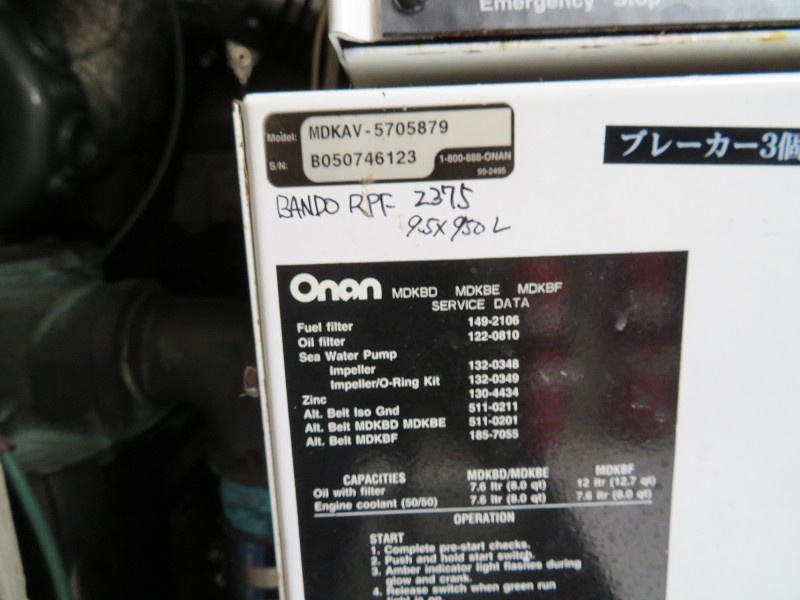 Emergency Stop
Model: MDKAV-5705879
S/N: B050746123 1-800-888-ONAN
99-2495
ブレーカー3個
BANDO RPF 2375
9.5X950L
Onan MDKBD MDKBE MDKBF
SERVICE DATA
Fuel filter 149-2106
Oil filter 122-0810
Sea Water Pump
Impeller 132-0348
Impeller/O-Ring Kit 132-0349
Zinc 130-4434
Alt. Belt Iso Gnd 511-0211
Alt. Belt MDKBD MDKBE 511-0201
Alt. Belt MDKBF 185-7055
CAPACITIES MDKBD/MDKBE MDKBF
Oil with filter 7.6 ltr (8.0 qt) 12 ltr (12.7 qt)
Engine coolant (50/50) 7.6 ltr (8.0 qt) 7.6 ltr (8.0 qt)
OPERATION
START
1. Complete pre-start checks.
2. Push and hold start switch.
3. Amber indicator light flashes during
glow and crank.
4. Release switch when green run
light is on.